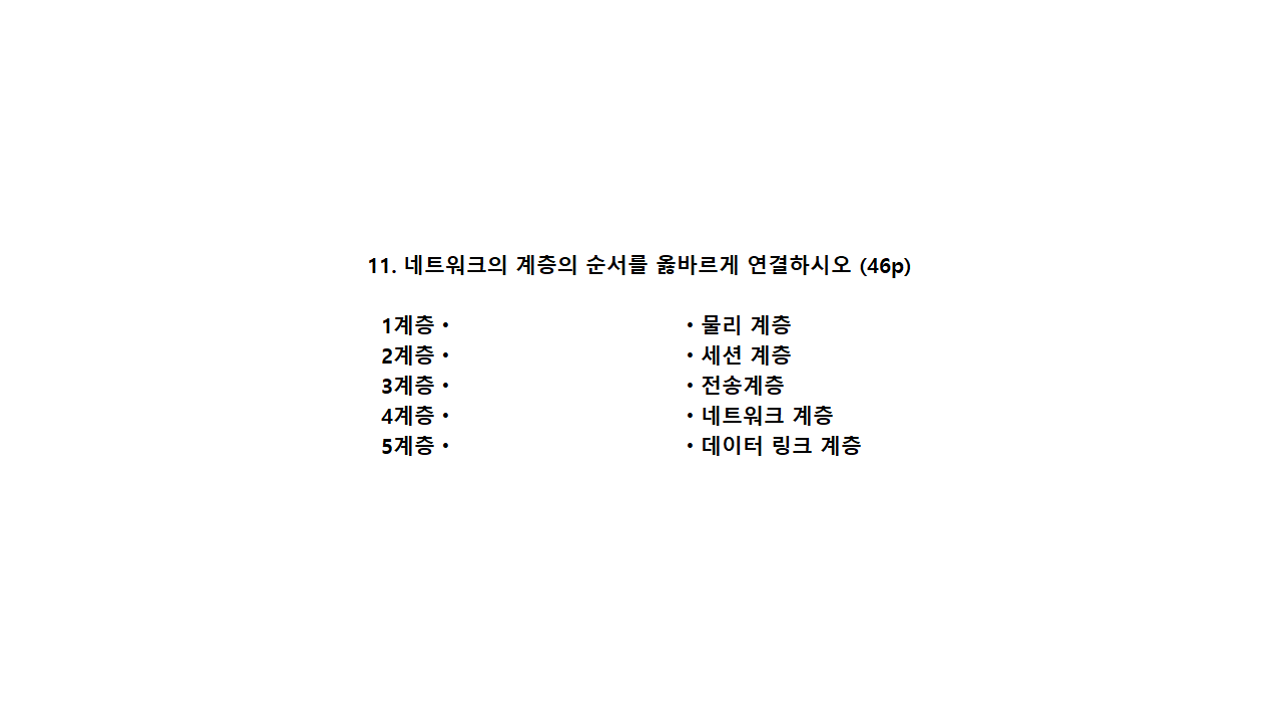 11. 네트워크의 계층의 순서를 옳바르게 연결하시오 (46p)
1계층 • • 물리 계층
2계층 • • 세션 계층
3계층 • • 전송계층
4계층 • • 네트워크 계층
5계층 • • 데이터 링크 계층